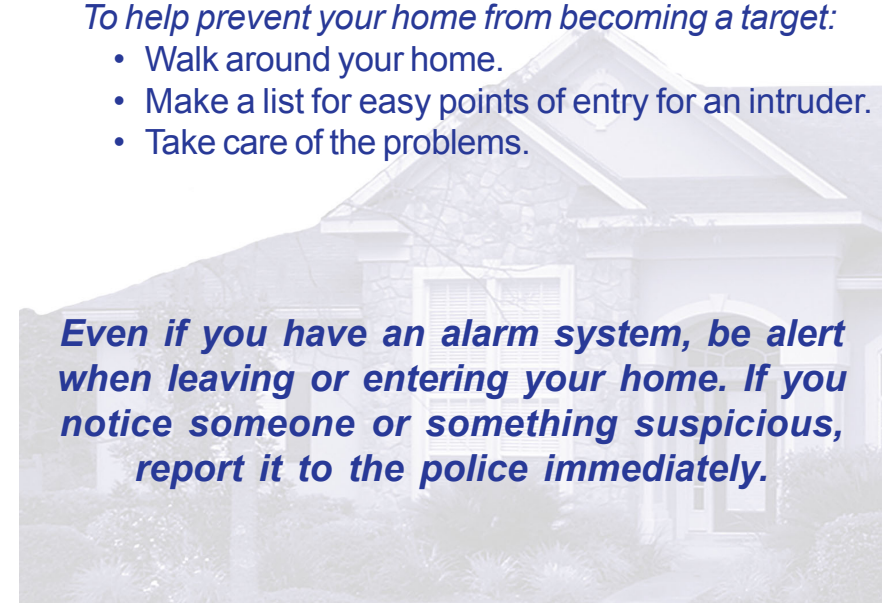 To help prevent your home from becoming a target:
• Walk around your home.
• Make a list for easy points of entry for an intruder.
• Take care of the problems.
Even if you have an alarm system, be alert
when leaving or entering your home. If you
notice someone or something suspicious,
report it to the police immediately.